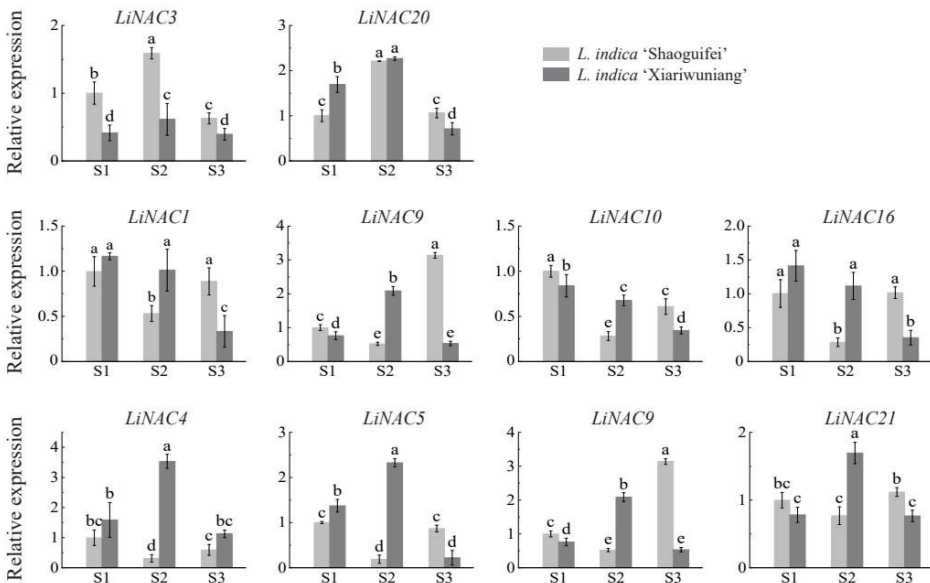 LiNAC3
LiNAC20
Relative expression
2
1
0
b
d
a
c
c
d
S1
S2
S3
3
2
1
0
c
b
a
a
c
d
S1
S2
S3
L. indica ‘Shaoguifei’
L. indica ‘Xiariwuniang’
LiNAC1
LiNAC9
LiNAC10
LiNAC16
Relative expression
1.5
1.0
0.5
0.0
a
a
b
a
a
c
S1
S2
S3
4
3
2
1
0
c
d
e
b
a
e
S1
S2
S3
1.5
1.0
0.5
0.0
a
b
e
c
c
d
S1
S2
S3
2.0
1.5
1.0
0.5
0.0
a
a
b
a
a
b
S1
S2
S3
LiNAC4
LiNAC5
LiNAC9
LiNAC21
Relative expression
4
3
2
1
0
bc
b
d
a
cd
bc
S1
S2
S3
3
2
1
0
c
b
d
a
c
d
S1
S2
S3
4
3
2
1
0
c
d
e
b
a
e
S1
S2
S3
2
1
0
bc
c
c
a
b
c
S1
S2
S3